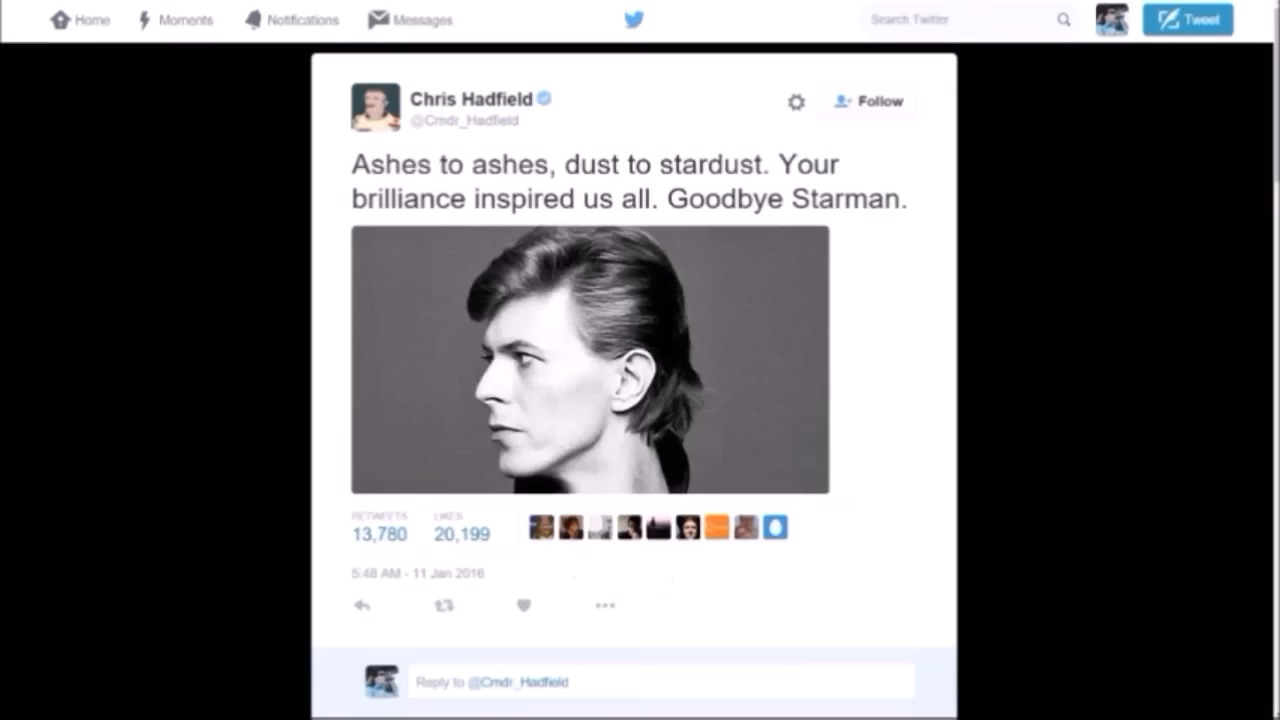 Home Moments Notifications Messages Search Twitter Tweet
Chris Hadfield Follow
@Cmdr_Hadfield
Ashes to ashes, dust to stardust. Your
brilliance inspired us all. Goodbye Starman.
RETWEETS LIKES
13,780 20,199
5:48 AM - 11 Jan 2016
Reply to @Cmdr_Hadfield